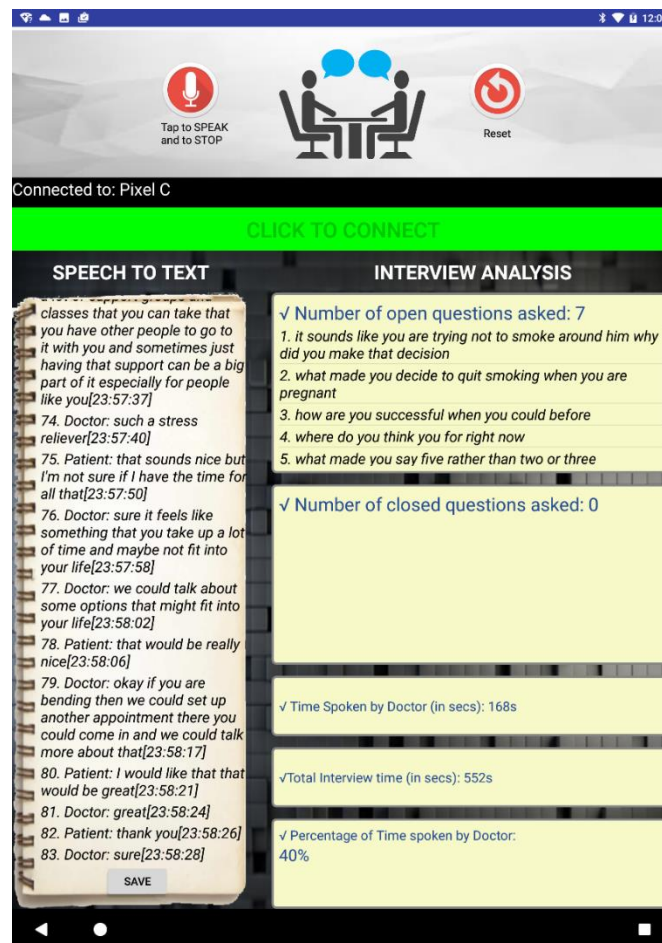 12:0
Tap to SPEAK
and to STOP
Reset
Connected to: Pixel C
CLICK TO CONNECT
SPEECH TO TEXT
classes that you can take that
you have other people to go to
it with you and sometimes just
having that support can be a big
part of it especially for people
like you[23:57:37]
74. Doctor: such a stress
reliever[23:57:40]
75. Patient: that sounds nice but
I'm not sure if I have the time for
all that[23:57:50]
76. Doctor: sure it feels like
something that you take up a lot
of time and maybe not fit into
your life[23:57:58]
77. Doctor: we could talk about
some options that might fit into
your life[23:58:02]
78. Patient: that would be really
nice[23:58:06]
79. Doctor: okay if you are
bending then we could set up
another appointment there you
could come in and we could talk
more about that[23:58:17]
80. Patient: I would like that that
would be great[23:58:21]
81. Doctor: great[23:58:24]
82. Patient: thank you[23:58:26]
83. Doctor: sure[23:58:28]
SAVE
INTERVIEW ANALYSIS
√ Number of open questions asked: 7
1. it sounds like you are trying not to smoke around him why
did you make that decision
2. what made you decide to quit smoking when you are
pregnant
3. how are you successful when you could before
4. where do you think you for right now
5. what made you say five rather than two or three
√ Number of closed questions asked: 0
√ Time Spoken by Doctor (in secs): 168s
√Total Interview time (in secs): 552s
√ Percentage of Time spoken by Doctor:
40%